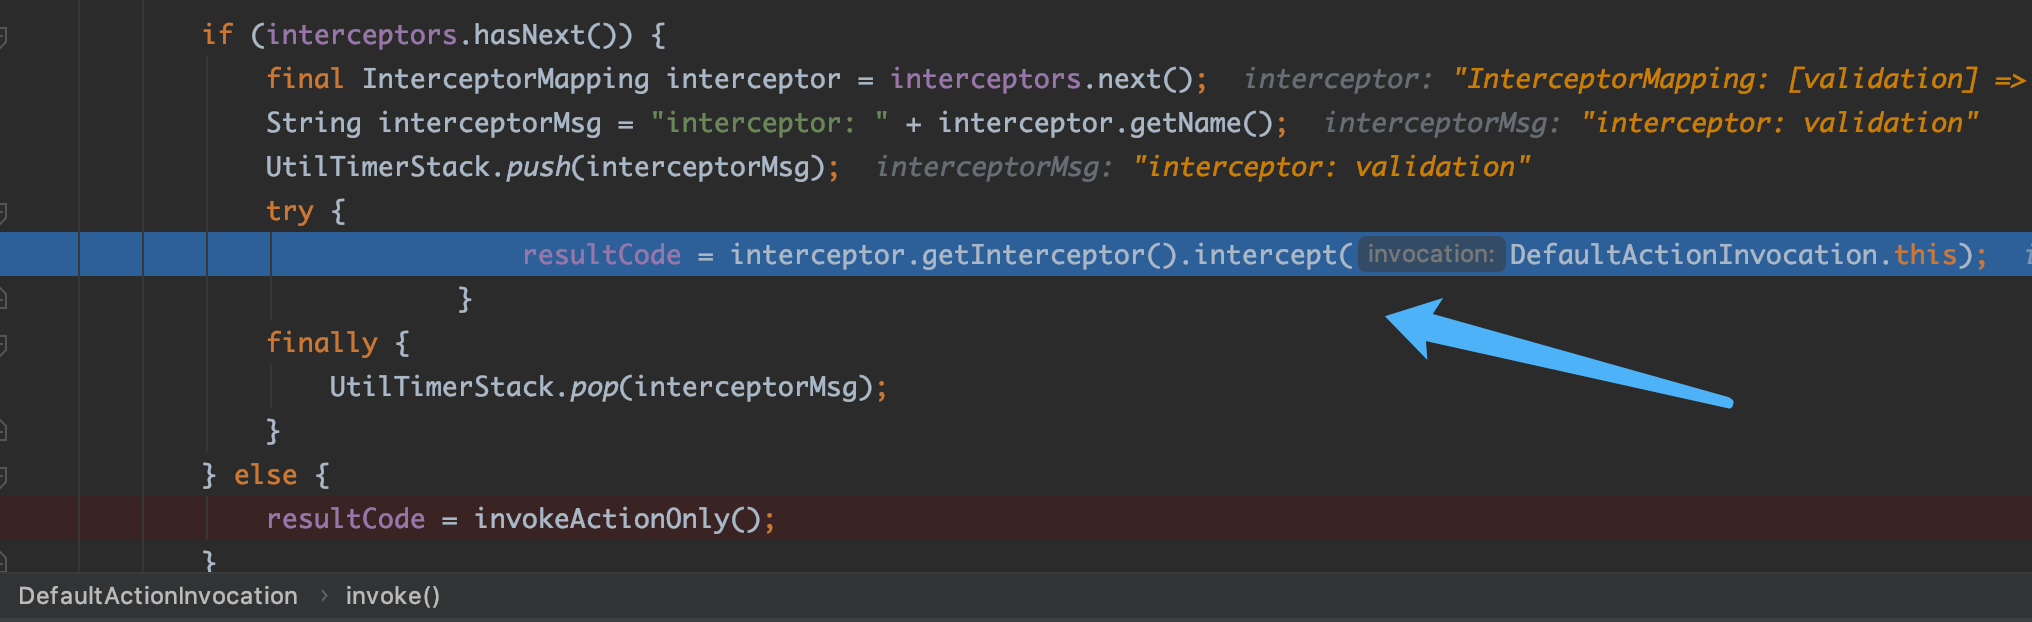 if (interceptors.hasNext()) {
final InterceptorMapping interceptor = interceptors.next(); interceptor: "InterceptorMapping: [validation] =>
String interceptorMsg = "interceptor: " + interceptor.getName(); interceptorMsg: "interceptor: validation"
UtilTimerStack.push(interceptorMsg); interceptorMsg: "interceptor: validation"
try {
resultCode = interceptor.getInterceptor().intercept( invocation: DefaultActionInvocation.this);
}
finally {
UtilTimerStack.pop(interceptorMsg);
}
} else {
resultCode = invokeActionOnly();
}
DefaultActionInvocation › invoke()